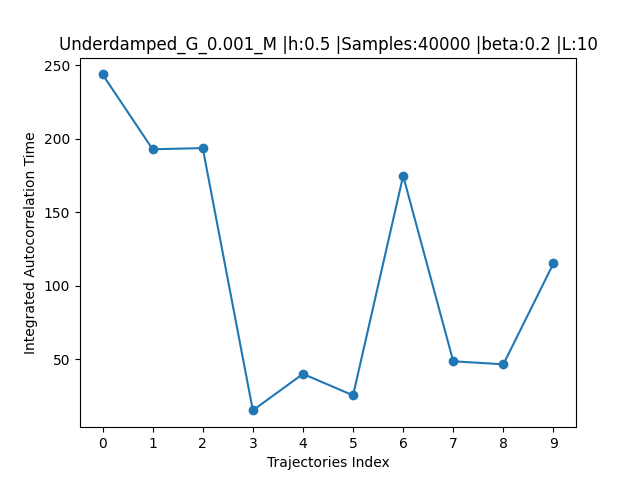 Underdamped_G_0.001_M |h:0.5 |Samples:40000 |beta:0.2 |L:10
250
200
150
100
50
Integrated Autocorrelation Time
0 1 2 3 4 5 6 7 8 9
Trajectories Index